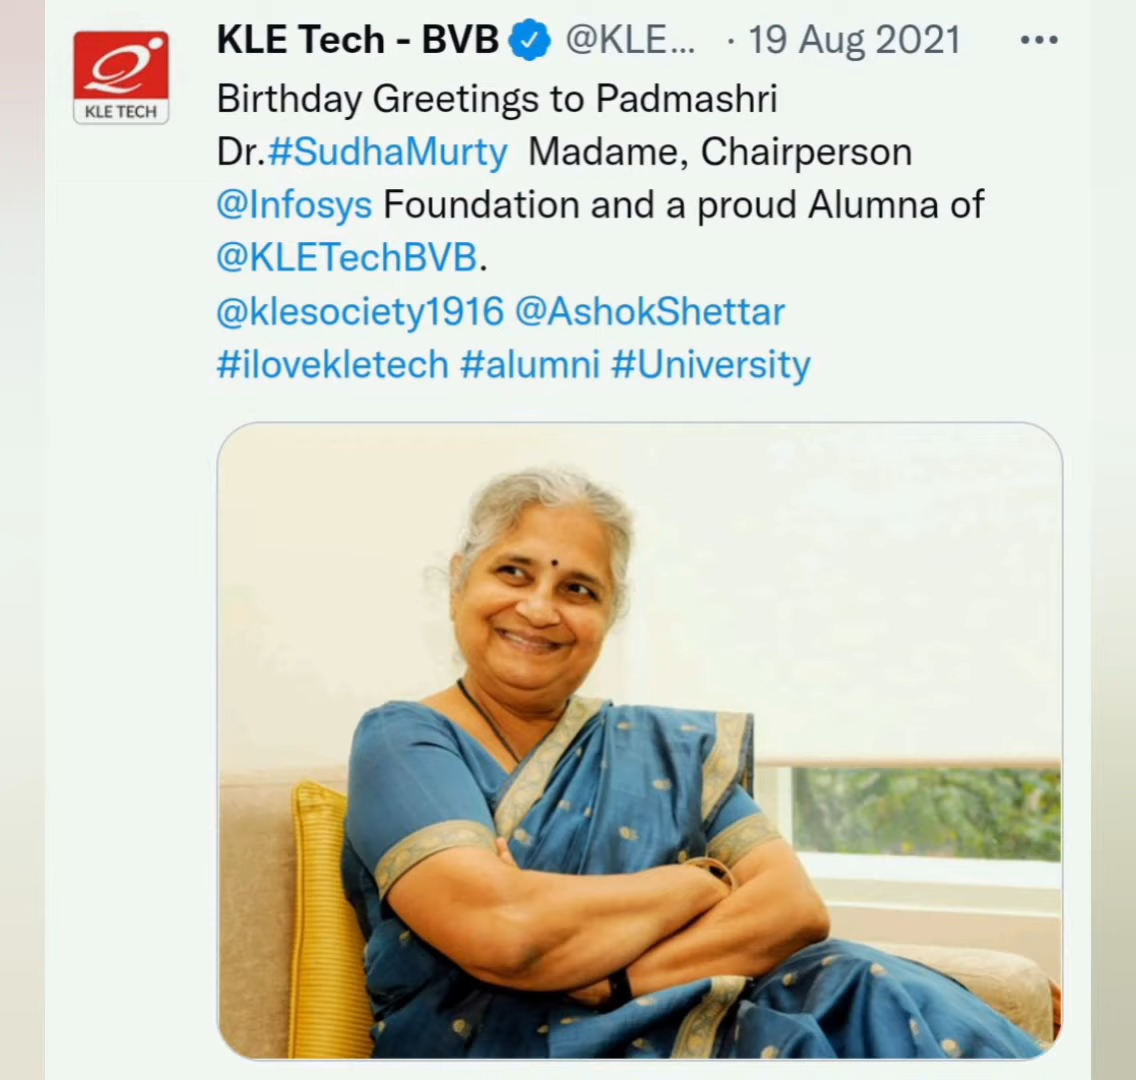 KLE Tech - BVB @KLE... · 19 Aug 2021
KLE TECH
Birthday Greetings to Padmashri
Dr.#SudhaMurty Madame, Chairperson
@Infosys Foundation and a proud Alumna of
@KLETechBVB.
@klesociety1916 @AshokShettar
#ilovekletech #alumni #University